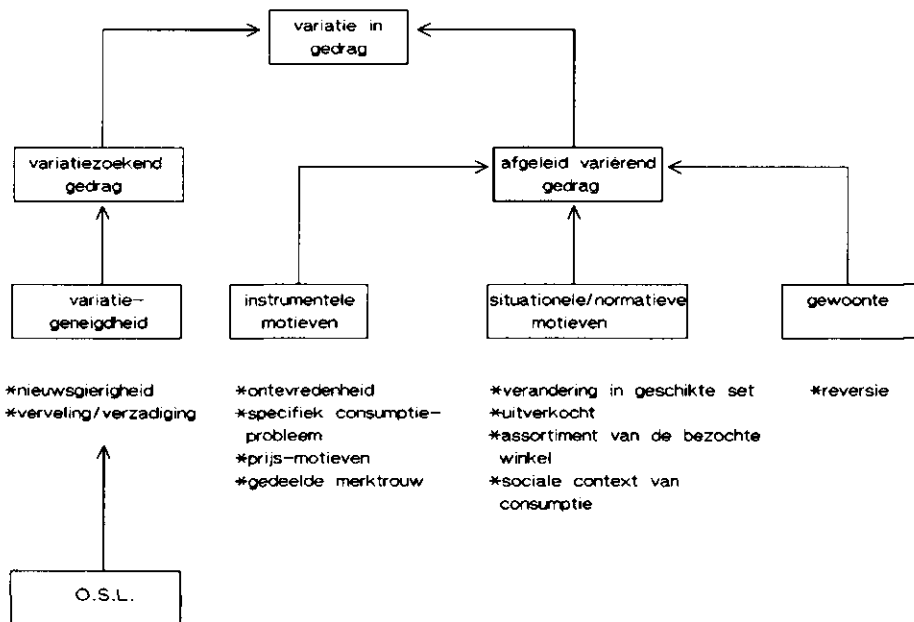 variatie in
gedrag
variatiezoekend
gedrag
afgeleid variërend
gedrag
variatie-
geneigdheid
instrumentele
motieven
situationele/normatieve
motieven
gewoonte
*nieuwsgierigheid
*verveling/verzadiging
*ontevredenheid
*specifiek consumptie-
probleem
*prijs-motieven
*gedeelde merktrouw
*verandering in geschikte set
*uitverkocht
*assortiment van de bezochte
winkel
*sociale context van
consumptie
*reversie
O.S.L.